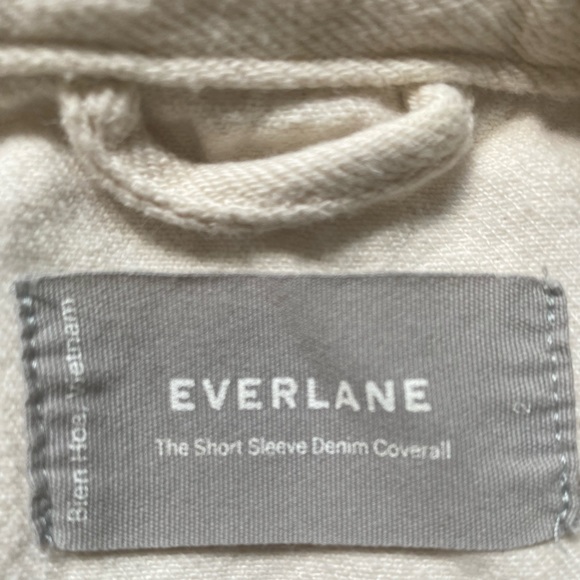 EVERLANE
The Short Sleeve Denim Coverall
Bien Hoa, Vietnam
2